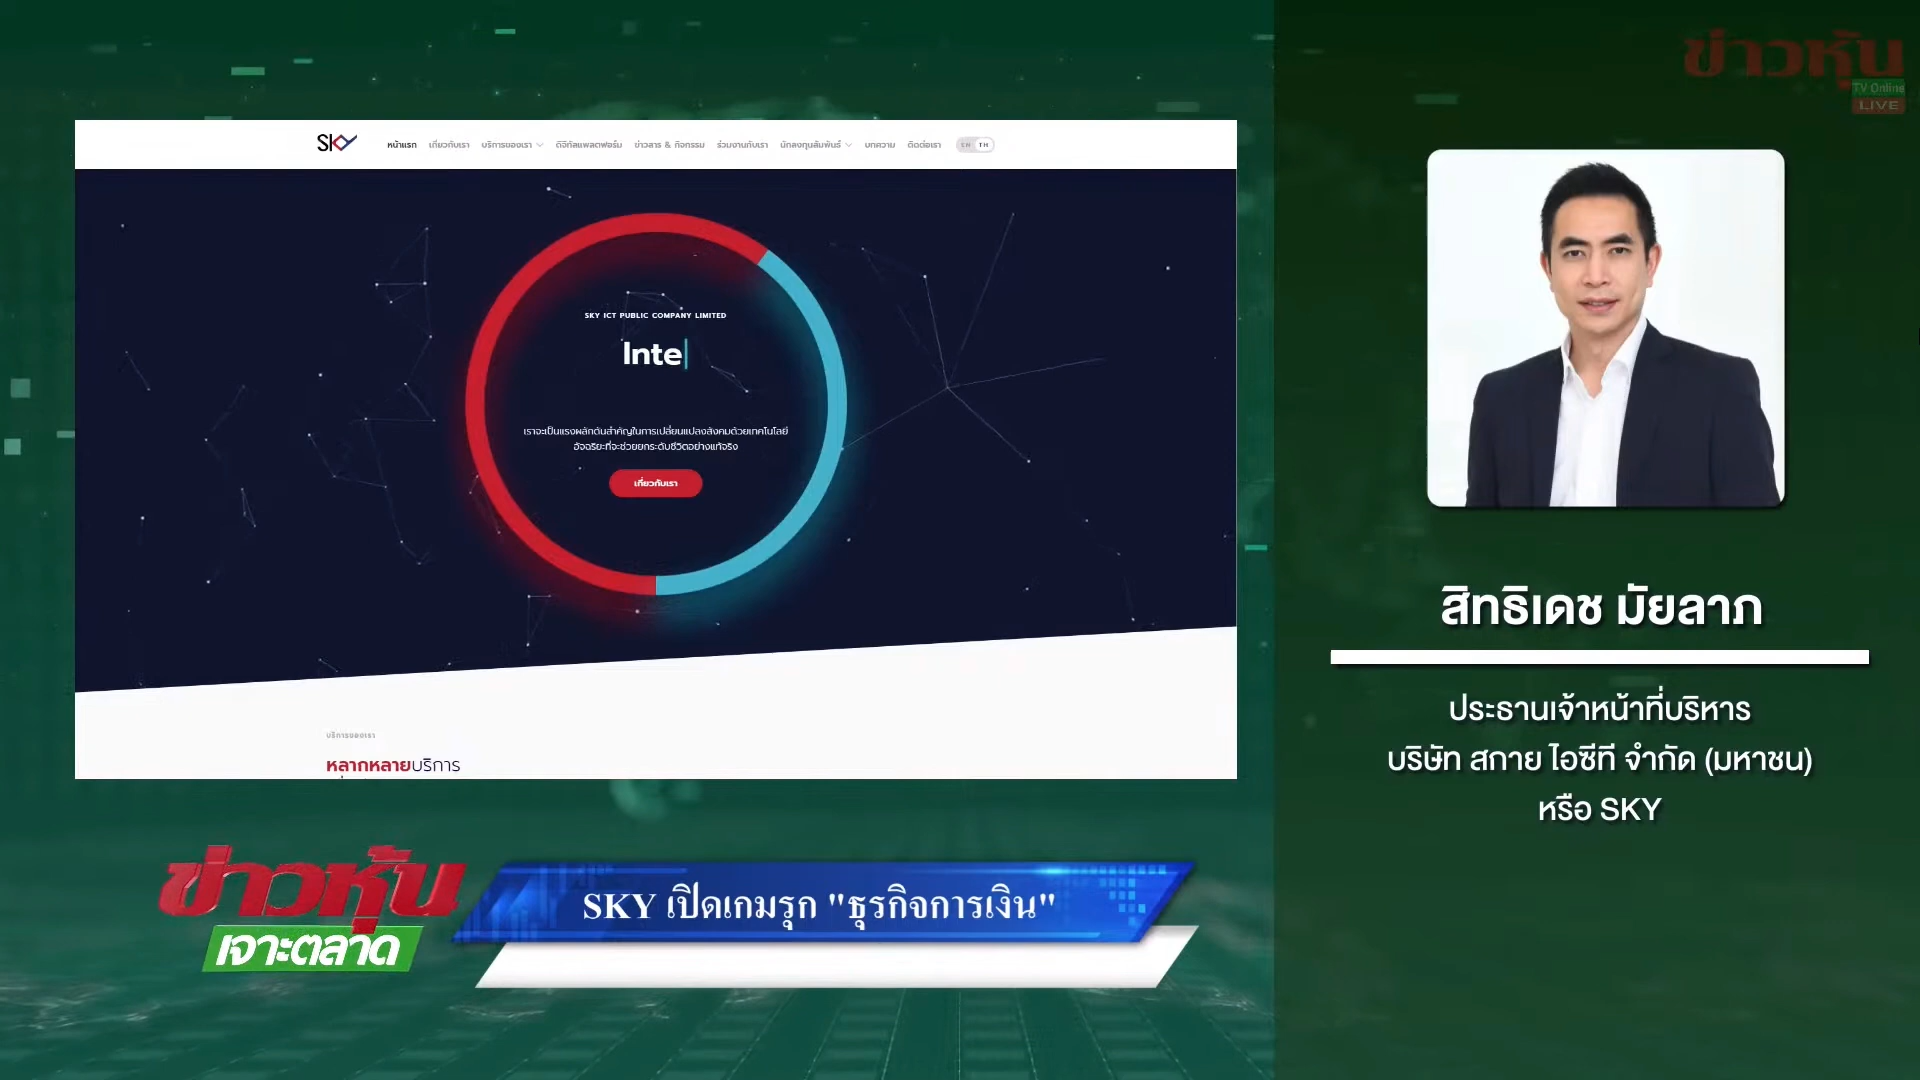 ข่าวหุ้น
TV Online
LIVE
SKY
หน้าแรก เกี่ยวกับเรา บริการของเรา ดิจิทัลแพลตฟอร์ม ข่าวสาร & กิจกรรม ร่วมงานกับเรา นักลงทุนสัมพันธ์ บทความ ติดต่อเรา EN TH
SKY ICT PUBLIC COMPANY LIMITED
Inte
เราจะเป็นแรงผลักดันสำคัญในการเปลี่ยนแปลงสังคมด้วยเทคโนโลยี
อัจฉริยะที่จะช่วยยกระดับชีวิตอย่างแท้จริง
เกี่ยวกับเรา
บริการของเรา
หลากหลายบริการ
สิทธิเดช มัยลาภ
ประธานเจ้าหน้าที่บริหาร
บริษัท สกาย ไอซีที จำกัด (มหาชน)
หรือ SKY
ข่าวหุ้น
เจาะตลาด
SKY เปิดเกมรุก "ธุรกิจการเงิน"